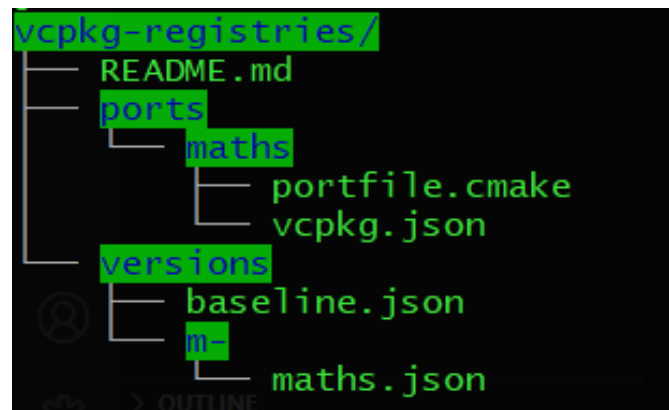 vcpkg-registries/
README.md
ports
maths
portfile.cmake
vcpkg.json
versions
baseline.json
m-
maths.json
> OUTLINE